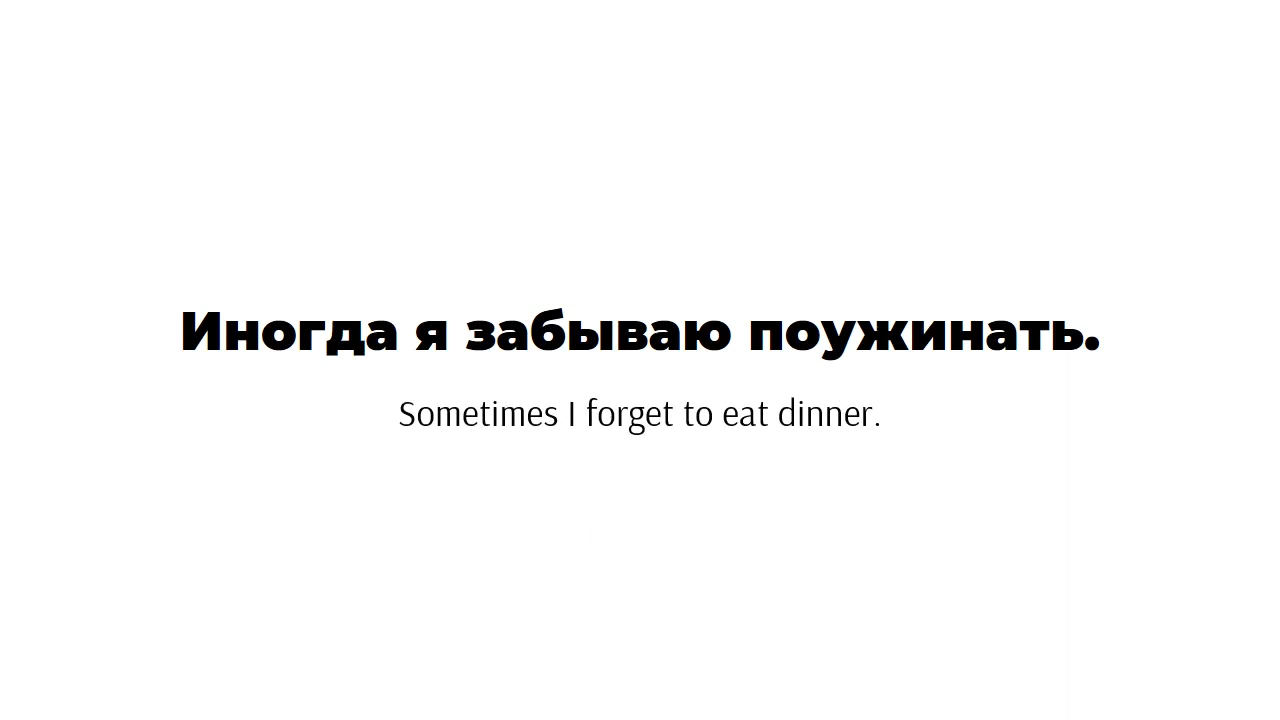 Иногда я забываю поужинать.
Sometimes I forget to eat dinner.